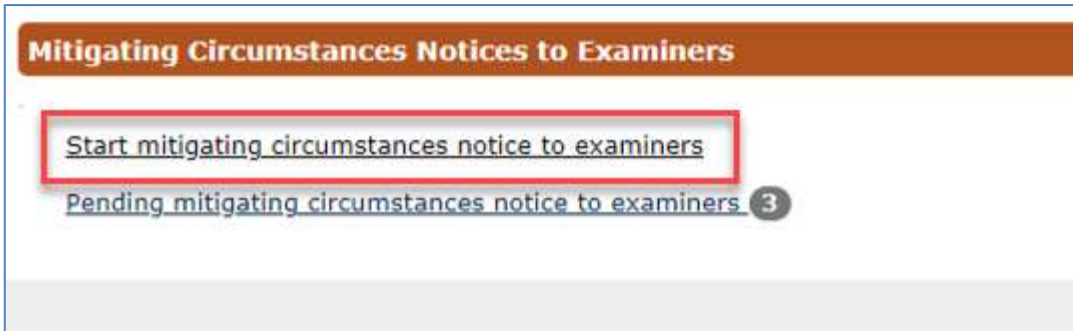 Mitigating Circumstances Notices to Examiners
Start mitigating circumstances notice to examiners
Pending mitigating circumstances notice to examiners 3